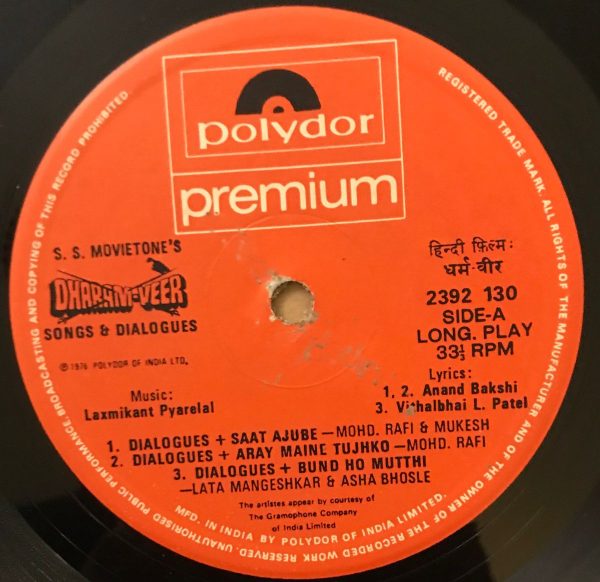 polydor
premium
S. S. MOVIETONE'S
DHARAM-VEER
SONGS & DIALOGUES
℗ 1976 POLYDOR OF INDIA LTD.
हिन्दी फ़िल्म:
धर्म-वीर
2392 130
SIDE-A
LONG. PLAY
33⅓ RPM
Music:
Laxmikant Pyarelal
Lyrics:
1, 2. Anand Bakshi
3. Vithalbhai L. Patel
1. DIALOGUES + SAAT AJUBE—MOHD. RAFI & MUKESH
2. DIALOGUES + ARAY MAINE TUJHKO—MOHD. RAFI
3. DIALOGUES + BUND HO MUTTHI
—LATA MANGESHKAR & ASHA BHOSLE
The artistes appear by courtesy of
The Gramophone Company
of India Limited
MFD. IN INDIA BY POLYDOR OF INDIA LIMITED.
REGISTERED TRADE MARK. ALL RIGHTS OF THE MANUFACTURER AND OF THE OWNER OF THE RECORDED WORK RESERVED. UNAUTHORISED PUBLIC PERFORMANCE, BROADCASTING AND COPYING OF THIS RECORD PROHIBITED.